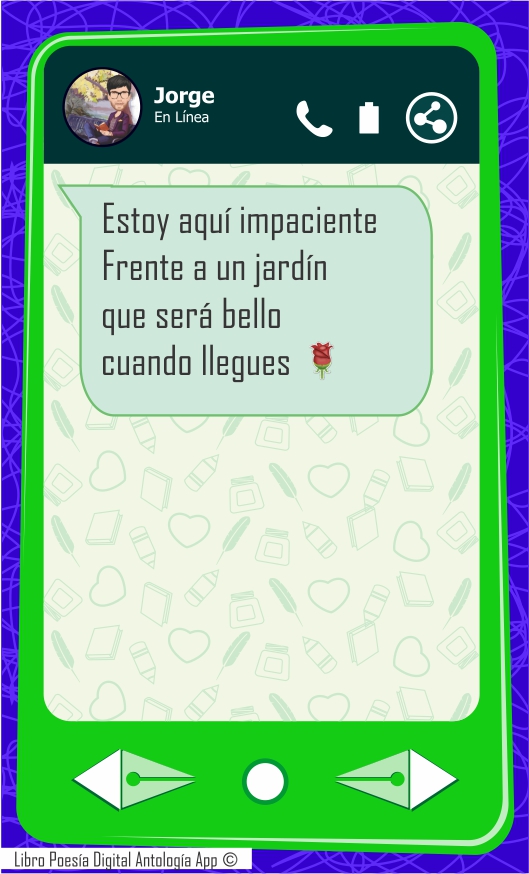 Jorge
En Línea
Estoy aquí impaciente
Frente a un jardín
que será bello
cuando llegues 🌹
Libro Poesía Digital Antología App ©